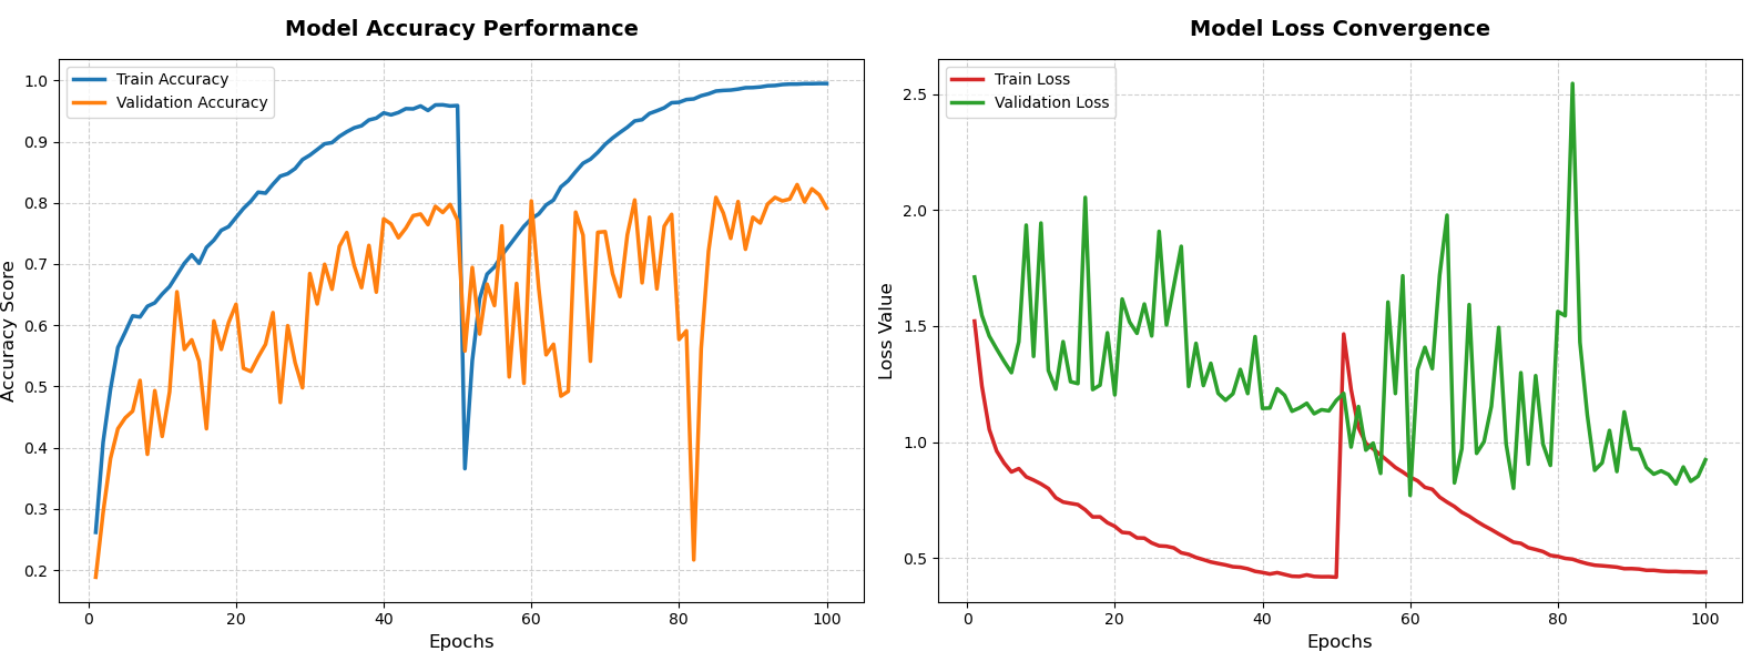 Model Accuracy Performance
Train Accuracy
Validation Accuracy
Accuracy Score
1.0
0.9
0.8
0.7
0.6
0.5
0.4
0.3
0.2
0 20 40 60 80 100
Epochs
Model Loss Convergence
Train Loss
Validation Loss
Loss Value
2.5
2.0
1.5
1.0
0.5
0 20 40 60 80 100
Epochs